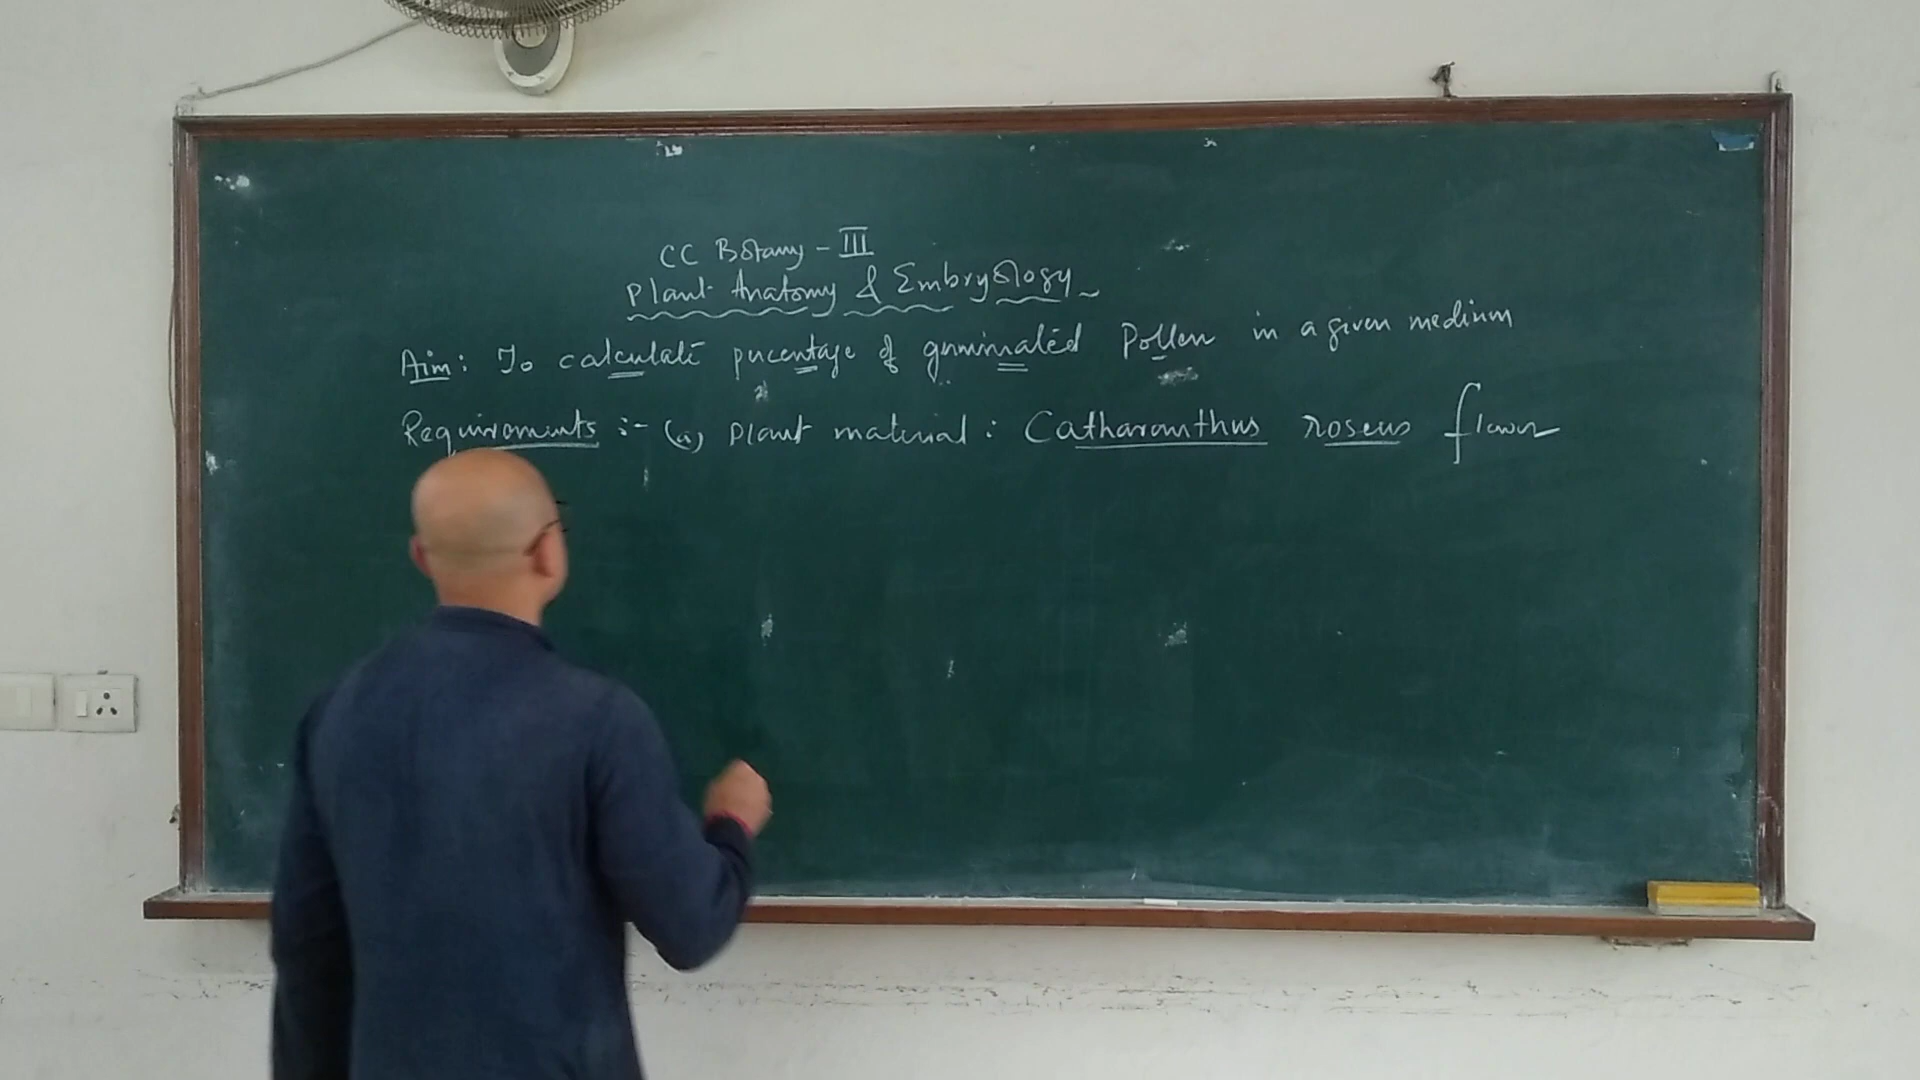 CC Botany - III
Plant Anatomy & Embryology
Aim: To calculate percentage of germinated Pollen in a given medium
Requirements :- (a) Plant material : Catharanthus roseus flower